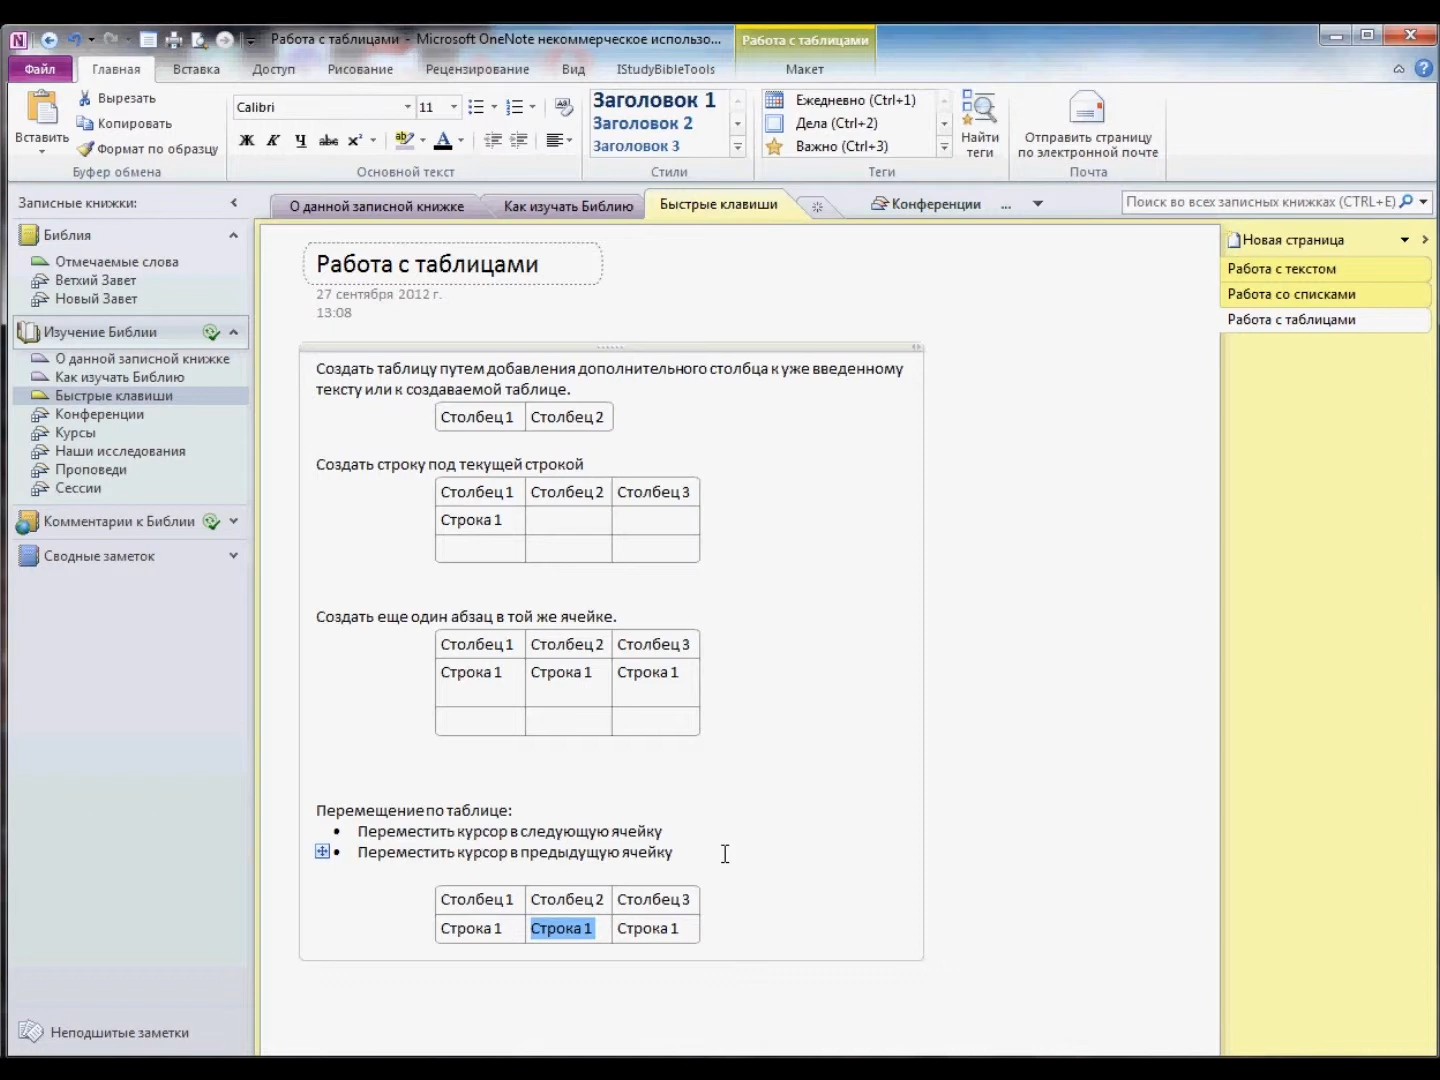 Работа с таблицами - Microsoft OneNote некоммерческое использо...
Работа с таблицами
Файл Главная Вставка Доступ Рисование Рецензирование Вид IStudyBibleTools Макет
Вставить
Вырезать
Копировать
Формат по образцу
Буфер обмена
Calibri 11
Ж К Ч abc x²
Основной текст
Заголовок 1
Заголовок 2
Заголовок 3
Стили
Ежедневно (Ctrl+1)
Дела (Ctrl+2)
Важно (Ctrl+3)
Теги
Найти
теги
Отправить страницу
по электронной почте
Почта
Записные книжки:
Библия
Отмечаемые слова
Ветхий Завет
Новый Завет
Изучение Библии
О данной записной книжке
Как изучать Библию
Быстрые клавиши
Конференции
Курсы
Наши исследования
Проповеди
Сессии
Комментарии к Библии
Сводные заметок
Неподшитые заметки
О данной записной книжке Как изучать Библию Быстрые клавиши Конференции ...
Поиск во всех записных книжках (CTRL+E)
Работа с таблицами
27 сентября 2012 г.
13:08
Создать таблицу путем добавления дополнительного столбца к уже введенному
тексту или к создаваемой таблице.
Столбец 1 Столбец 2
Создать строку под текущей строкой
Столбец 1 Столбец 2 Столбец 3
Строка 1
Создать еще один абзац в той же ячейке.
Столбец 1 Столбец 2 Столбец 3
Строка 1 Строка 1 Строка 1
Перемещение по таблице:
• Переместить курсор в следующую ячейку
• Переместить курсор в предыдущую ячейку
Столбец 1 Столбец 2 Столбец 3
Строка 1 Строка 1 Строка 1
Новая страница
Работа с текстом
Работа со списками
Работа с таблицами